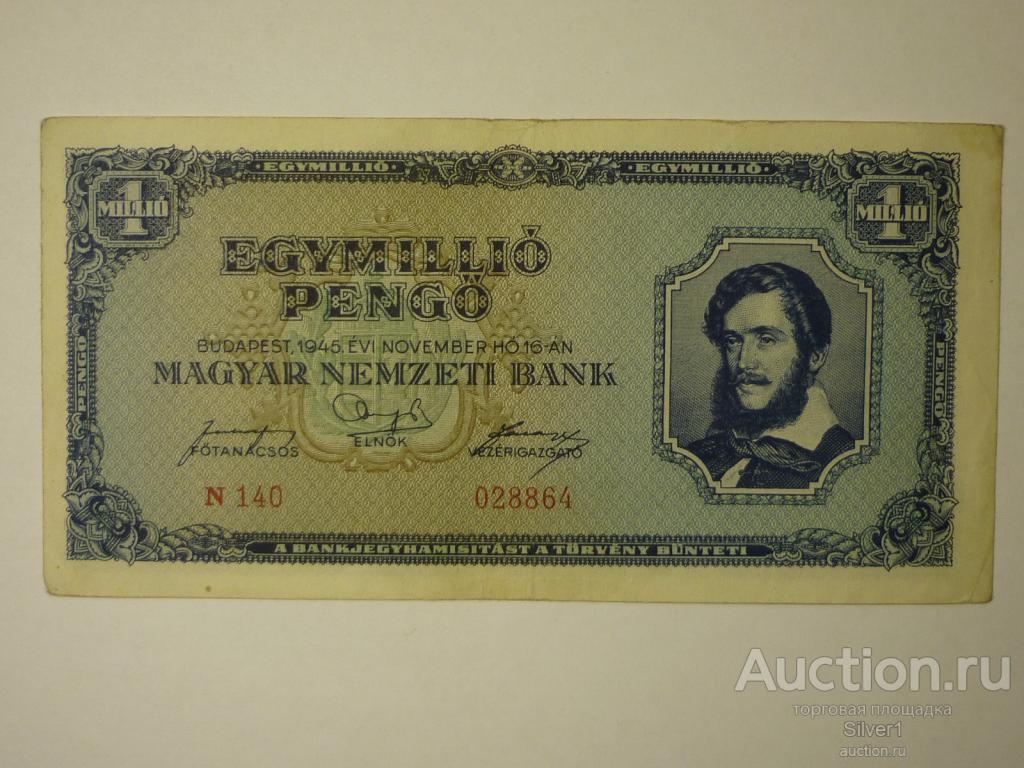 EGYMILLIÓ EGYMILLIÓ
1 MILLIÓ 1 MILLIÓ
EGYMILLIÓ
PENGŐ
BUDAPEST, 1945. ÉVI NOVEMBER HÓ 16-ÁN
MAGYAR NEMZETI BANK
PENGŐ PENGŐ
FŐTANÁCSOS ELNÖK VEZÉRIGAZGATÓ
N 140 028864
A BANKJEGYHAMISITÁST A TÖRVÉNY BÜNTETI
Auction.ru
торговая площадка
Silver1
auction.ru